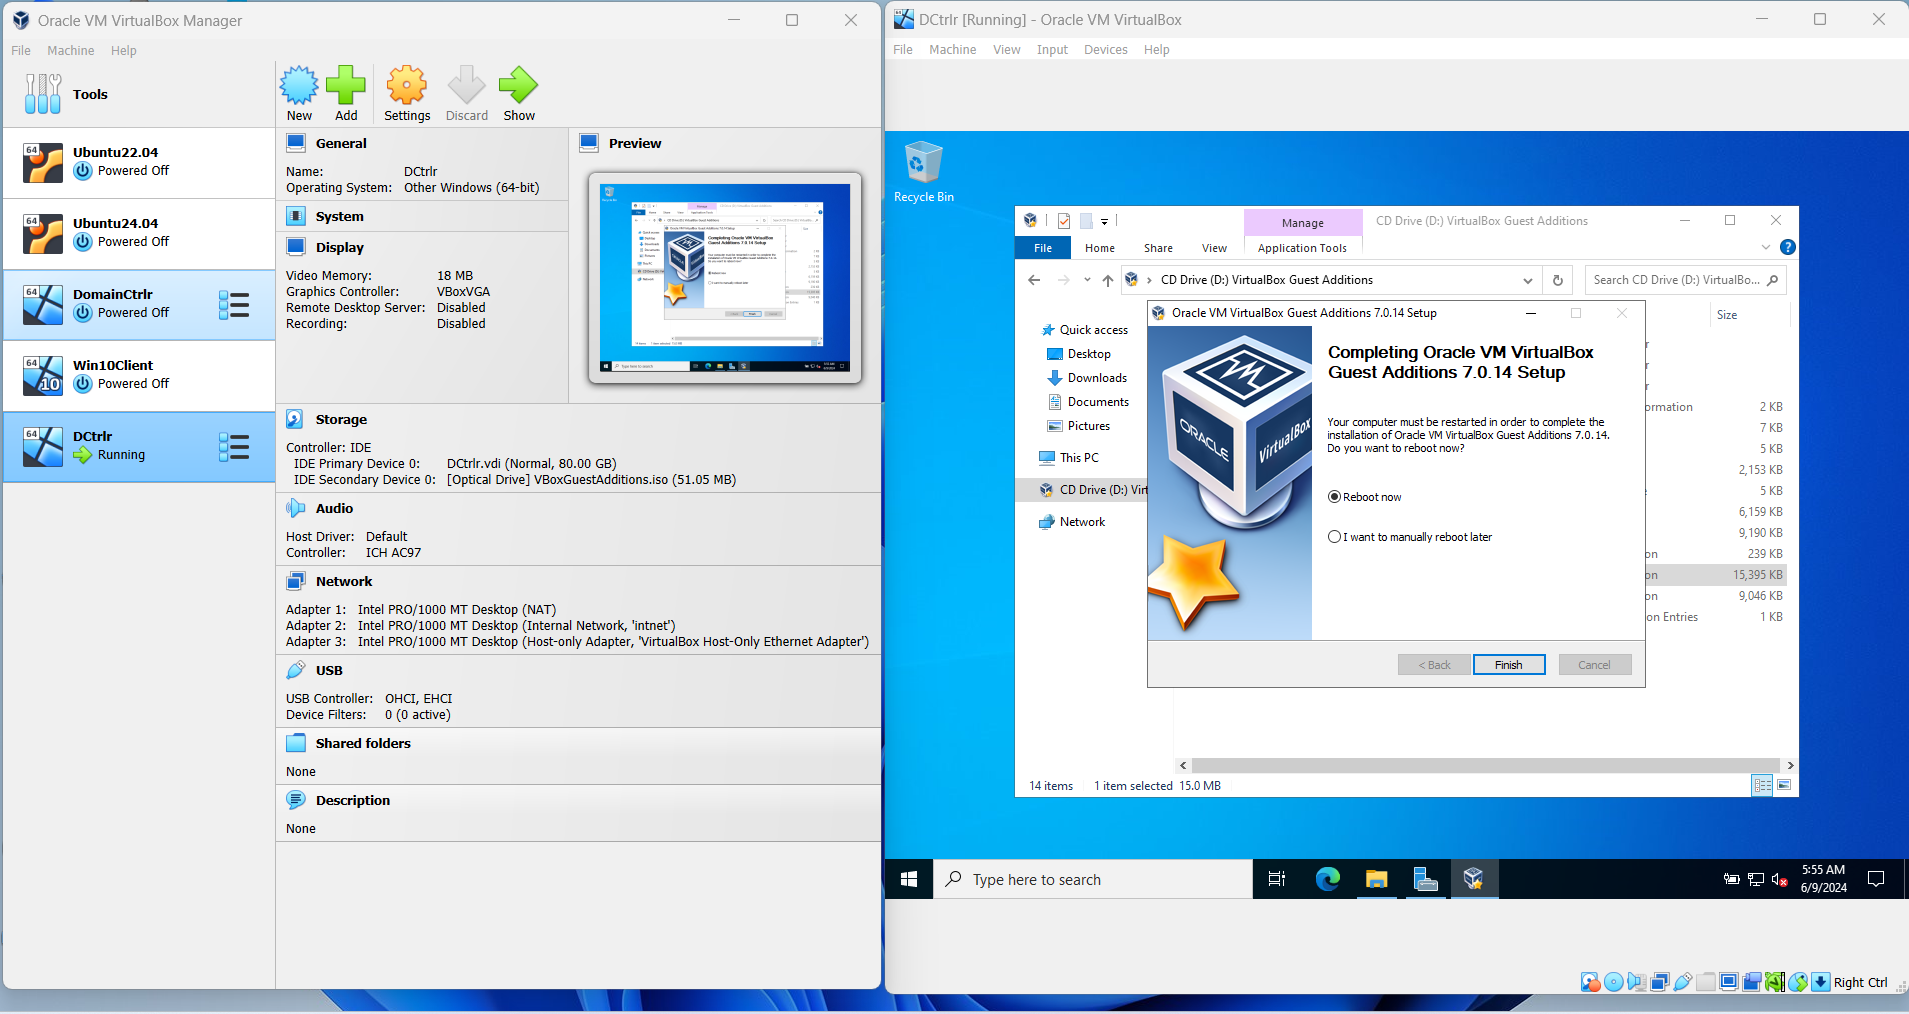 Oracle VM VirtualBox Manager
File Machine Help
Tools
64
Ubuntu22.04
Powered Off
64
Ubuntu24.04
Powered Off
64
DomainCtrlr
Powered Off
64
10
Win10Client
Powered Off
64
DCtrlr
Running
New Add Settings Discard Show
General
Name: DCtrlr
Operating System: Other Windows (64-bit)
System
Display
Video Memory: 18 MB
Graphics Controller: VBoxVGA
Remote Desktop Server: Disabled
Recording: Disabled
Preview
Storage
Controller: IDE
IDE Primary Device 0: DCtrlr.vdi (Normal, 80.00 GB)
IDE Secondary Device 0: [Optical Drive] VBoxGuestAdditions.iso (51.05 MB)
Audio
Host Driver: Default
Controller: ICH AC97
Network
Adapter 1: Intel PRO/1000 MT Desktop (NAT)
Adapter 2: Intel PRO/1000 MT Desktop (Internal Network, 'intnet')
Adapter 3: Intel PRO/1000 MT Desktop (Host-only Adapter, 'VirtualBox Host-Only Ethernet Adapter')
USB
USB Controller: OHCI, EHCI
Device Filters: 0 (0 active)
Shared folders
None
Description
None
DCtrlr [Running] - Oracle VM VirtualBox
File Machine View Input Devices Help
Recycle Bin
Manage CD Drive (D:) VirtualBox Guest Additions
File Home Share View Application Tools
CD Drive (D:) VirtualBox Guest Additions
Search CD Drive (D:) VirtualBo...
Size
Quick access
Desktop
Downloads
Documents
Pictures
This PC
CD Drive (D:) Virt
Network
Oracle VM VirtualBox Guest Additions 7.0.14 Setup
Completing Oracle VM VirtualBox
Guest Additions 7.0.14 Setup
Your computer must be restarted in order to complete the
installation of Oracle VM VirtualBox Guest Additions 7.0.14.
Do you want to reboot now?
Reboot now
I want to manually reboot later
ORACLE
VirtualBox
< Back Finish Cancel
r
r
r
ormation 2 KB
7 KB
5 KB
2,153 KB
5 KB
6,159 KB
9,190 KB
on 239 KB
on 15,395 KB
on 9,046 KB
on Entries 1 KB
14 items 1 item selected 15.0 MB
Type here to search
5:55 AM
6/9/2024
Right Ctrl